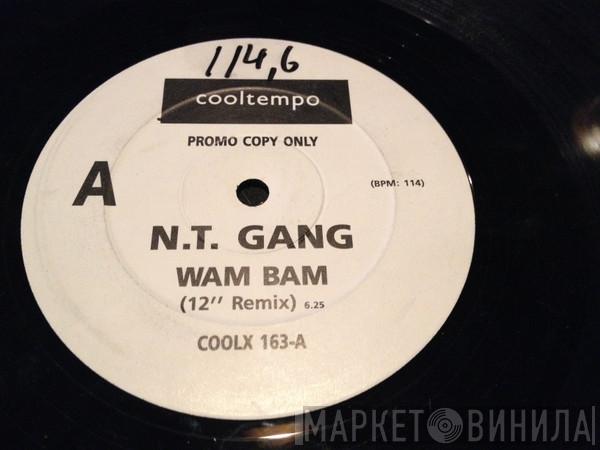 114,6
cooltempo
PROMO COPY ONLY
A
(BPM: 114)
N.T. GANG
WAM BAM
(12" Remix) 6.25
COOLX 163-A
МАРКЕТ ВИНИЛА